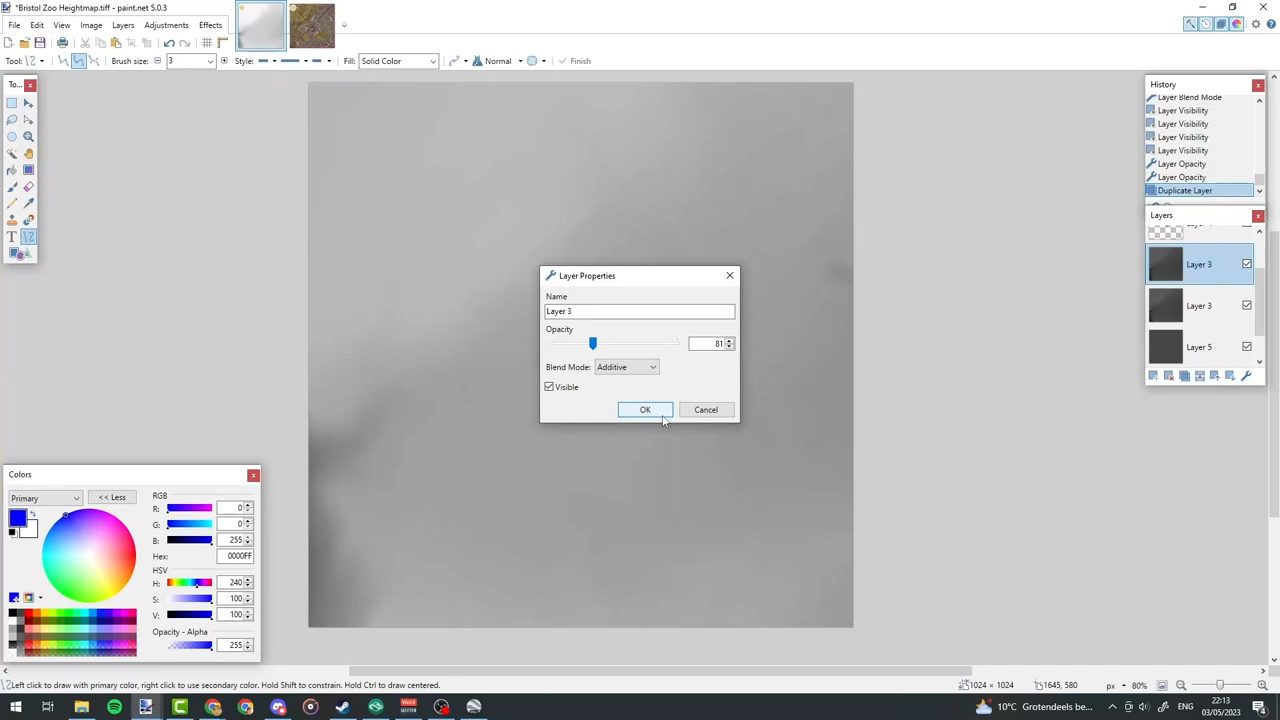 *Bristol Zoo Heightmap.tiff - paint.net 5.0.3
File Edit View Image Layers Adjustments Effects
Tool: Brush size: 3 Style: Fill: Solid Color Normal Finish
To...
History
Layer Blend Mode
Layer Visibility
Layer Visibility
Layer Visibility
Layer Visibility
Layer Opacity
Layer Opacity
Duplicate Layer
Layers
Layer 3
Layer 3
Layer 5
Layer Properties
Name
Layer 3
Opacity
81
Blend Mode: Additive
Visible
OK Cancel
Colors
Primary << Less
RGB
R: 0
G: 0
B: 255
Hex: 0000FF
HSV
H: 240
S: 100
V: 100
Opacity - Alpha
255
Left click to draw with primary color, right click to use secondary color. Hold Shift to constrain. Hold Ctrl to draw centered. 1024 × 1024 1645, 580 px 80%
10°C Grotendeels be... 22:13
03/05/2023